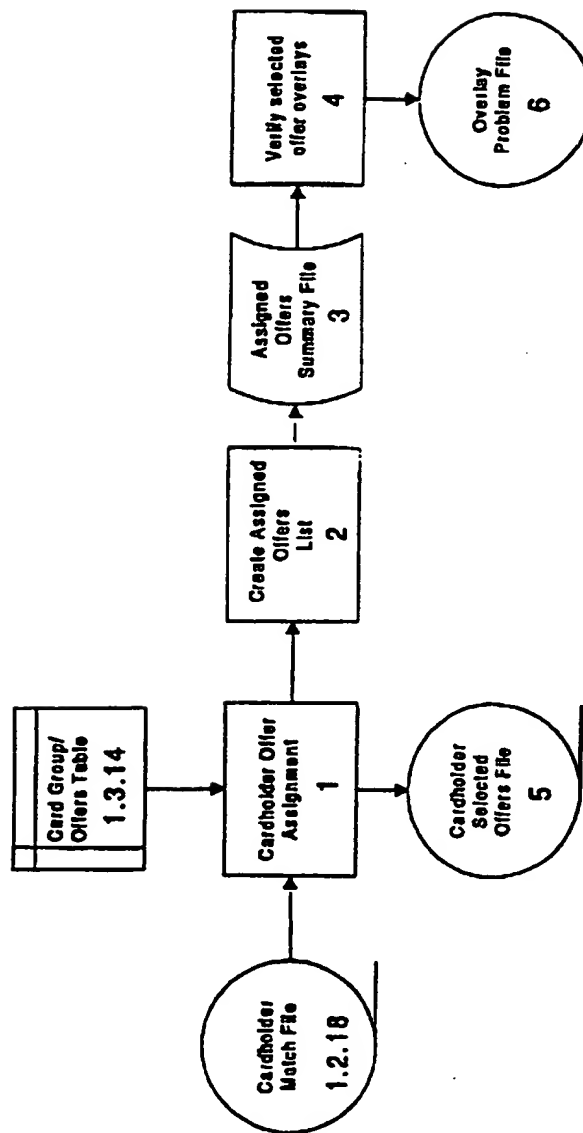 Card Group/
Offers Table
1.3.14
Cardholder
Match File
1.2.18
Cardholder Offer
Assignment
1
Create Assigned
Offers
List
2
Assigned
Offers
Summary File
3
Verify selected
offer overlays
4
Cardholder
Selected
Offers File
5
Overlay
Problem File
6